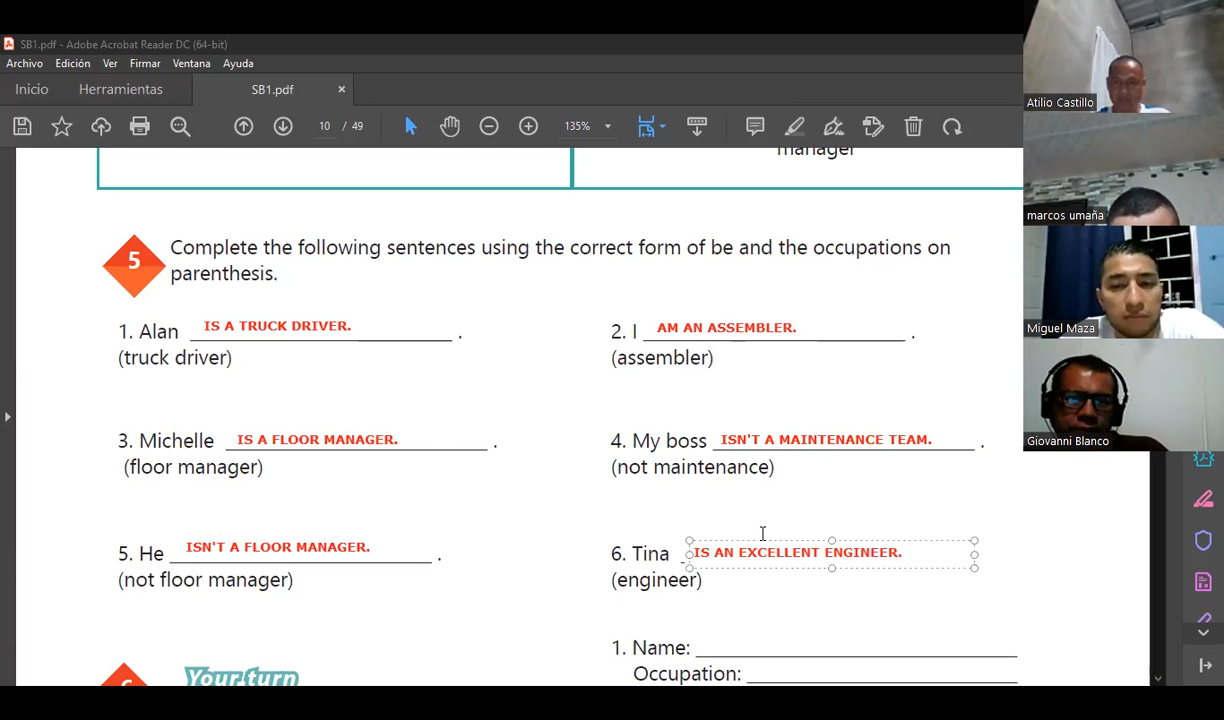 SB1.pdf - Adobe Acrobat Reader DC (64-bit)
Archivo Edición Ver Firmar Ventana Ayuda
Inicio Herramientas SB1.pdf ×
10 / 49 135%
manager
5 Complete the following sentences using the correct form of be and the occupations on
parenthesis.
1. Alan IS A TRUCK DRIVER. .
(truck driver)
2. I AM AN ASSEMBLER. .
(assembler)
3. Michelle IS A FLOOR MANAGER. .
(floor manager)
4. My boss ISN'T A MAINTENANCE TEAM. .
(not maintenance)
5. He ISN'T A FLOOR MANAGER. .
(not floor manager)
6. Tina IS AN EXCELLENT ENGINEER.
(engineer)
6 Your turn
1. Name:
Occupation:
Atilio Castillo
marcos umaña
Miguel Maza
Giovanni Blanco